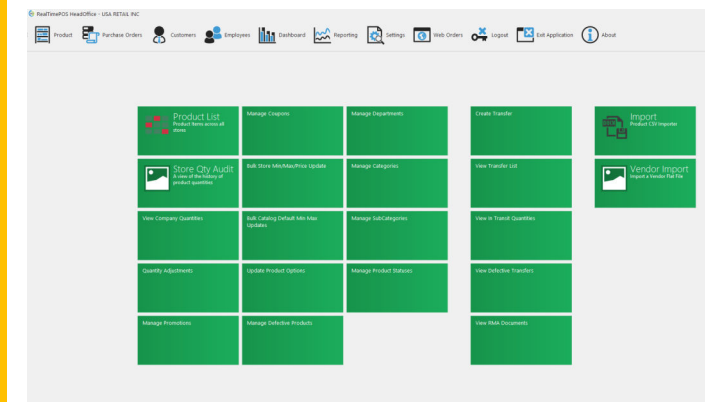 RealTimePOS HeadOffice - USA RETAIL INC
Product Purchase Orders Customers Employees Dashboard Reporting Settings Web Orders Logout Exit Application About
Product List
Product Items across all
stores
Manage Coupons
Manage Departments
Create Transfer
Import
Product CSV Importer
Store Qty Audit
A view of the history of
product quantities
Bulk Store Min/Max/Price Update
Manage Categories
View Transfer List
Vendor Import
Import a Vendor Flat File
View Company Quantities
Bulk Catalog Default Min Max
Updates
Manage SubCategories
View In Transit Quantities
Quantity Adjustments
Update Product Options
Manage Product Statuses
View Defective Transfers
Manage Promotions
Manage Defective Products
View RMA Documents